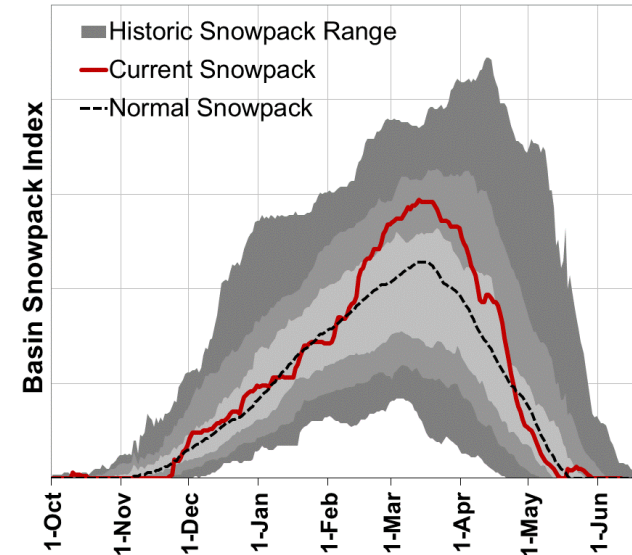 Historic Snowpack Range
Current Snowpack
Normal Snowpack
Basin Snowpack Index
1-Oct
1-Nov
1-Dec
1-Jan
1-Feb
1-Mar
1-Apr
1-May
1-Jun